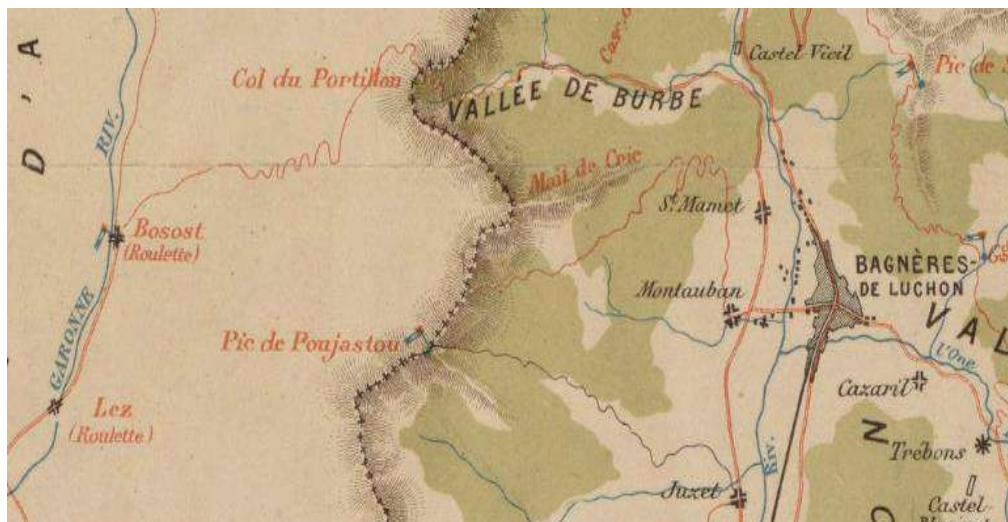 D'A
Col du Portillon
Castel-Vieil
Pic de
VALLÉE DE BURBE
RIV.
Mail de Cric
St. Mamet
Bosost
(Roulette)
BAGNÈRES-
DE LUCHON
Montauban
GARONNE
Pic de Poujastou
VAL
l'One
Cazaril
Lez
(Roulette)
N
Trébons
Riv.
Juzet
Castel-
O